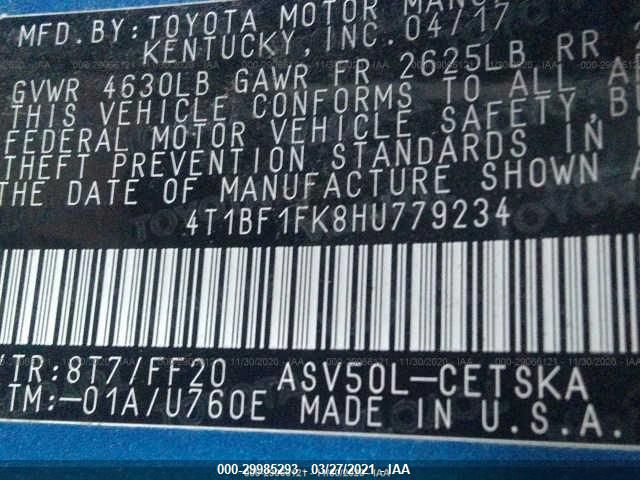 MFD. BY: TOYOTA MOTOR MANU
KENTUCKY, INC. 04/17
GVWR 4630LB GAWR FR 2625LB RR
THIS VEHICLE CONFORMS TO ALL A
FEDERAL MOTOR VEHICLE SAFETY, B
THEFT PREVENTION STANDARDS IN
THE DATE OF MANUFACTURE SHOWN A
4T1BF1FK8HU779234
/TR:8T7/FF20 ASV50L-CETSKA
TM:-01A/U760E MADE IN U.S.A.
000-29985293 - 03/27/2021 - IAA